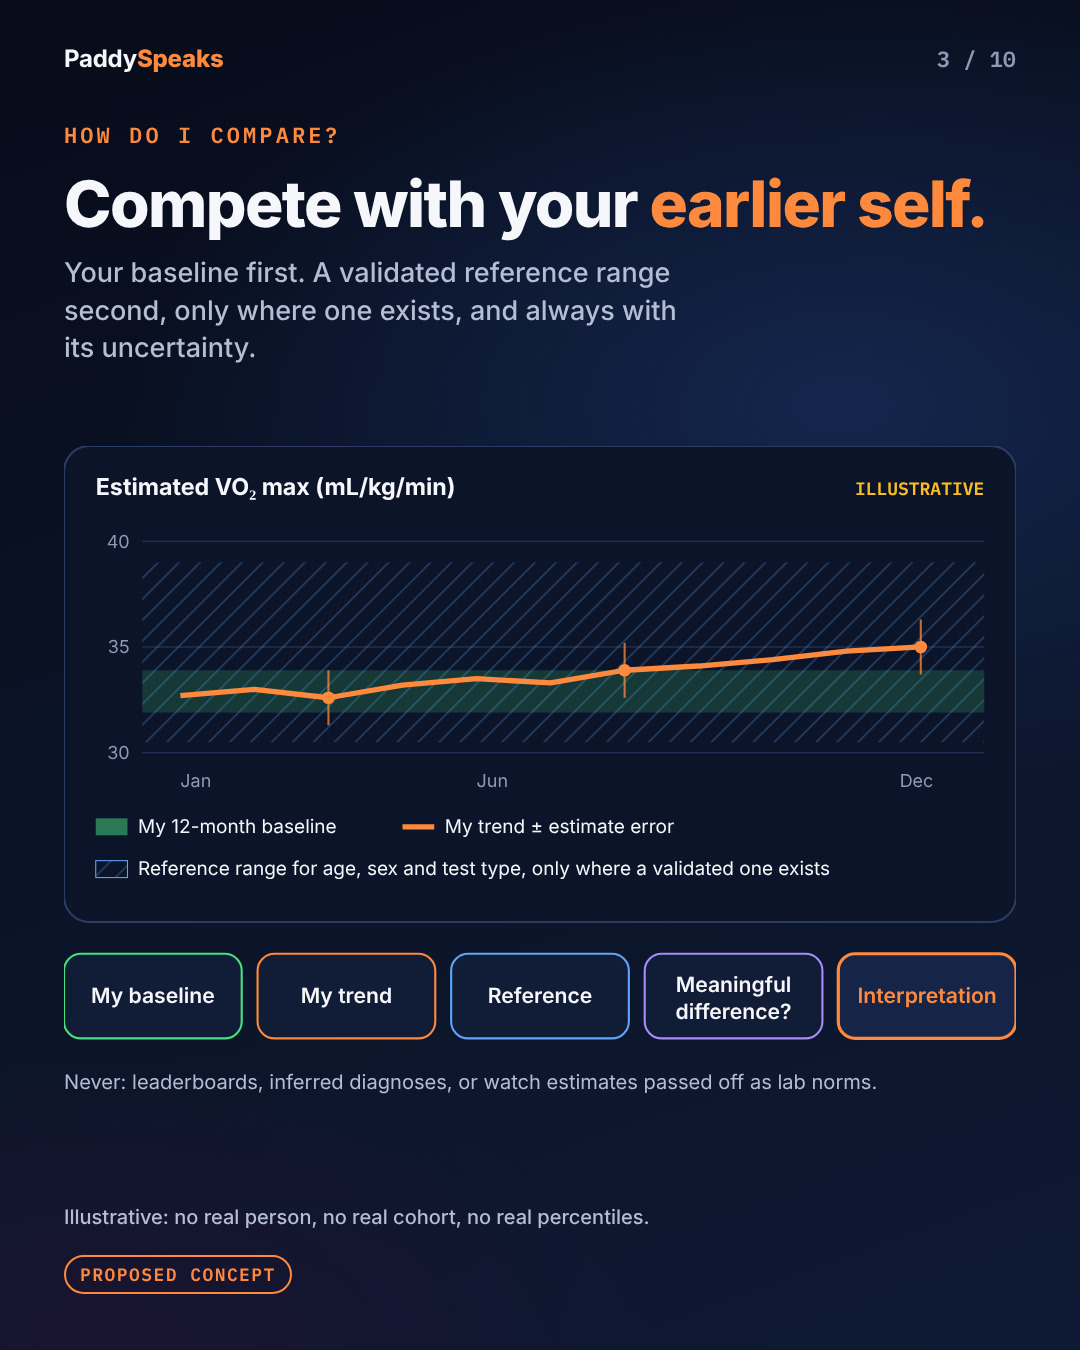 PaddySpeaks
3 / 10
HOW DO I COMPARE?
Compete with your earlier self.
Your baseline first. A validated reference range
second, only where one exists, and always with
its uncertainty.
Estimated VO₂ max (mL/kg/min)
ILLUSTRATIVE
40
35
30
Jan
Jun
Dec
My 12-month baseline
My trend ± estimate error
Reference range for age, sex and test type, only where a validated one exists
My baseline
My trend
Reference
Meaningful
difference?
Interpretation
Never: leaderboards, inferred diagnoses, or watch estimates passed off as lab norms.
Illustrative: no real person, no real cohort, no real percentiles.
PROPOSED CONCEPT